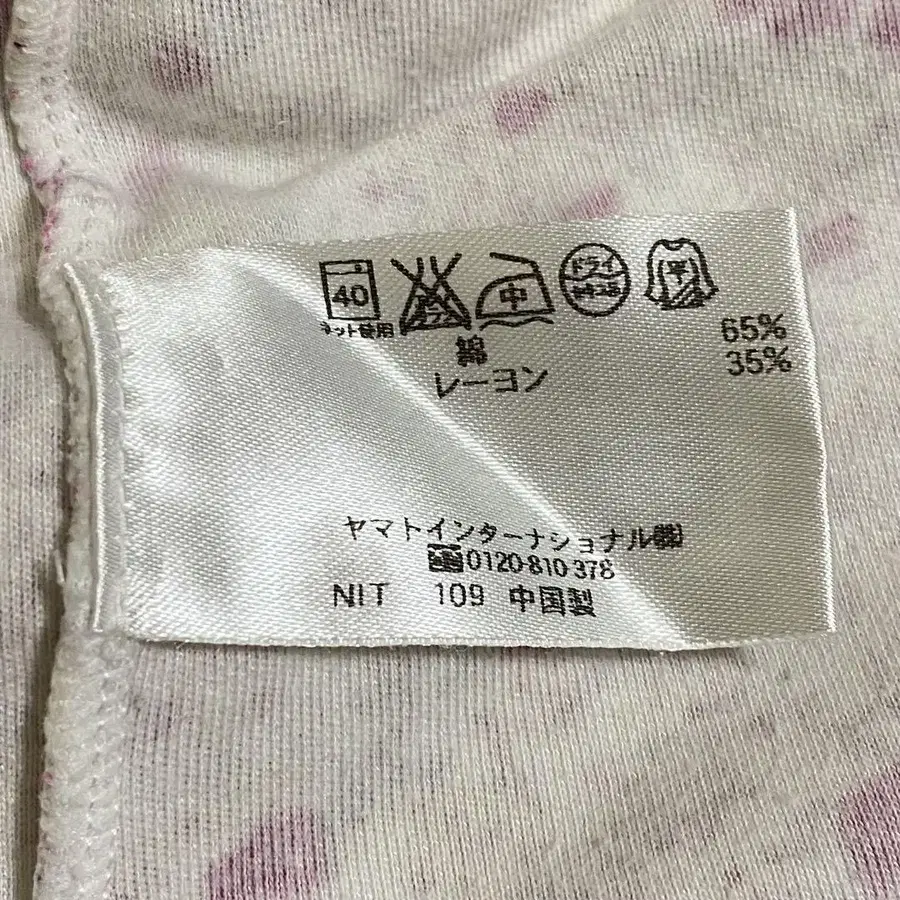 40
ネット使用
中
ドライ
平
綿 65%
レーヨン 35%
ヤマトインターナショナル㈱
0120-810 378
NIT 109 中国製